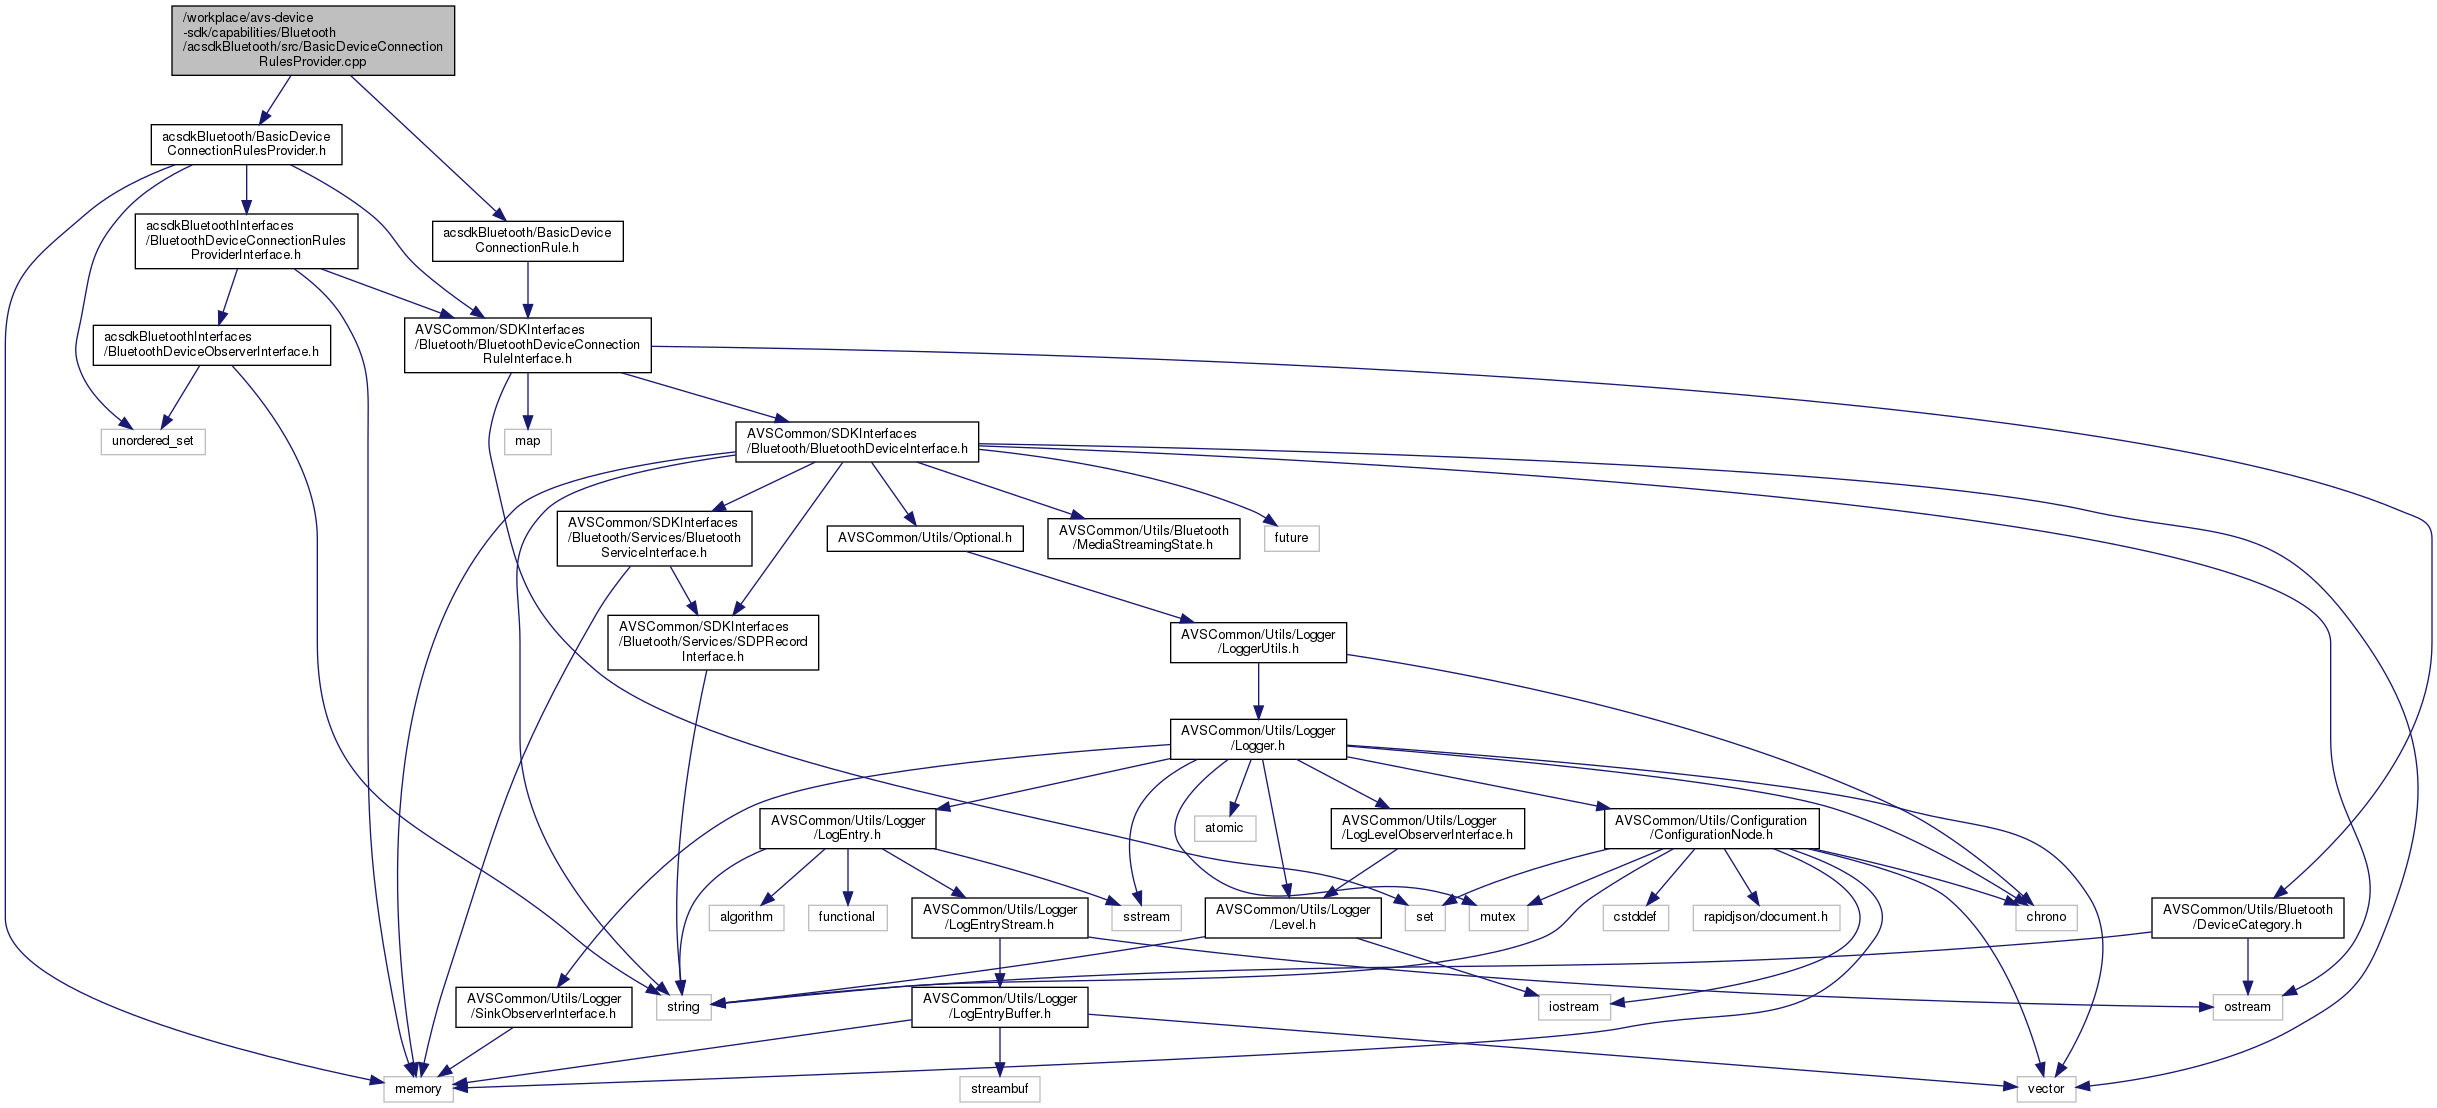 /workplace/avs-device
-sdk/capabilities/Bluetooth
/acsdkBluetooth/src/BasicDeviceConnection
RulesProvider.cpp
acsdkBluetooth/BasicDevice
ConnectionRulesProvider.h
acsdkBluetoothInterfaces
/BluetoothDeviceConnectionRules
ProviderInterface.h
acsdkBluetooth/BasicDevice
ConnectionRule.h
acsdkBluetoothInterfaces
/BluetoothDeviceObserverInterface.h
AVSCommon/SDKInterfaces
/Bluetooth/BluetoothDeviceConnection
RuleInterface.h
unordered_set
map
AVSCommon/SDKInterfaces
/Bluetooth/BluetoothDeviceInterface.h
AVSCommon/SDKInterfaces
/Bluetooth/Services/Bluetooth
ServiceInterface.h
AVSCommon/Utils/Optional.h
AVSCommon/Utils/Bluetooth
/MediaStreamingState.h
future
AVSCommon/SDKInterfaces
/Bluetooth/Services/SDPRecord
Interface.h
AVSCommon/Utils/Logger
/LoggerUtils.h
AVSCommon/Utils/Logger
/Logger.h
AVSCommon/Utils/Logger
/LogEntry.h
atomic
AVSCommon/Utils/Logger
/LogLevelObserverInterface.h
AVSCommon/Utils/Configuration
/ConfigurationNode.h
algorithm
functional
AVSCommon/Utils/Logger
/LogEntryStream.h
sstream
AVSCommon/Utils/Logger
/Level.h
set
mutex
cstddef
rapidjson/document.h
chrono
AVSCommon/Utils/Bluetooth
/DeviceCategory.h
AVSCommon/Utils/Logger
/SinkObserverInterface.h
string
AVSCommon/Utils/Logger
/LogEntryBuffer.h
iostream
ostream
memory
streambuf
vector